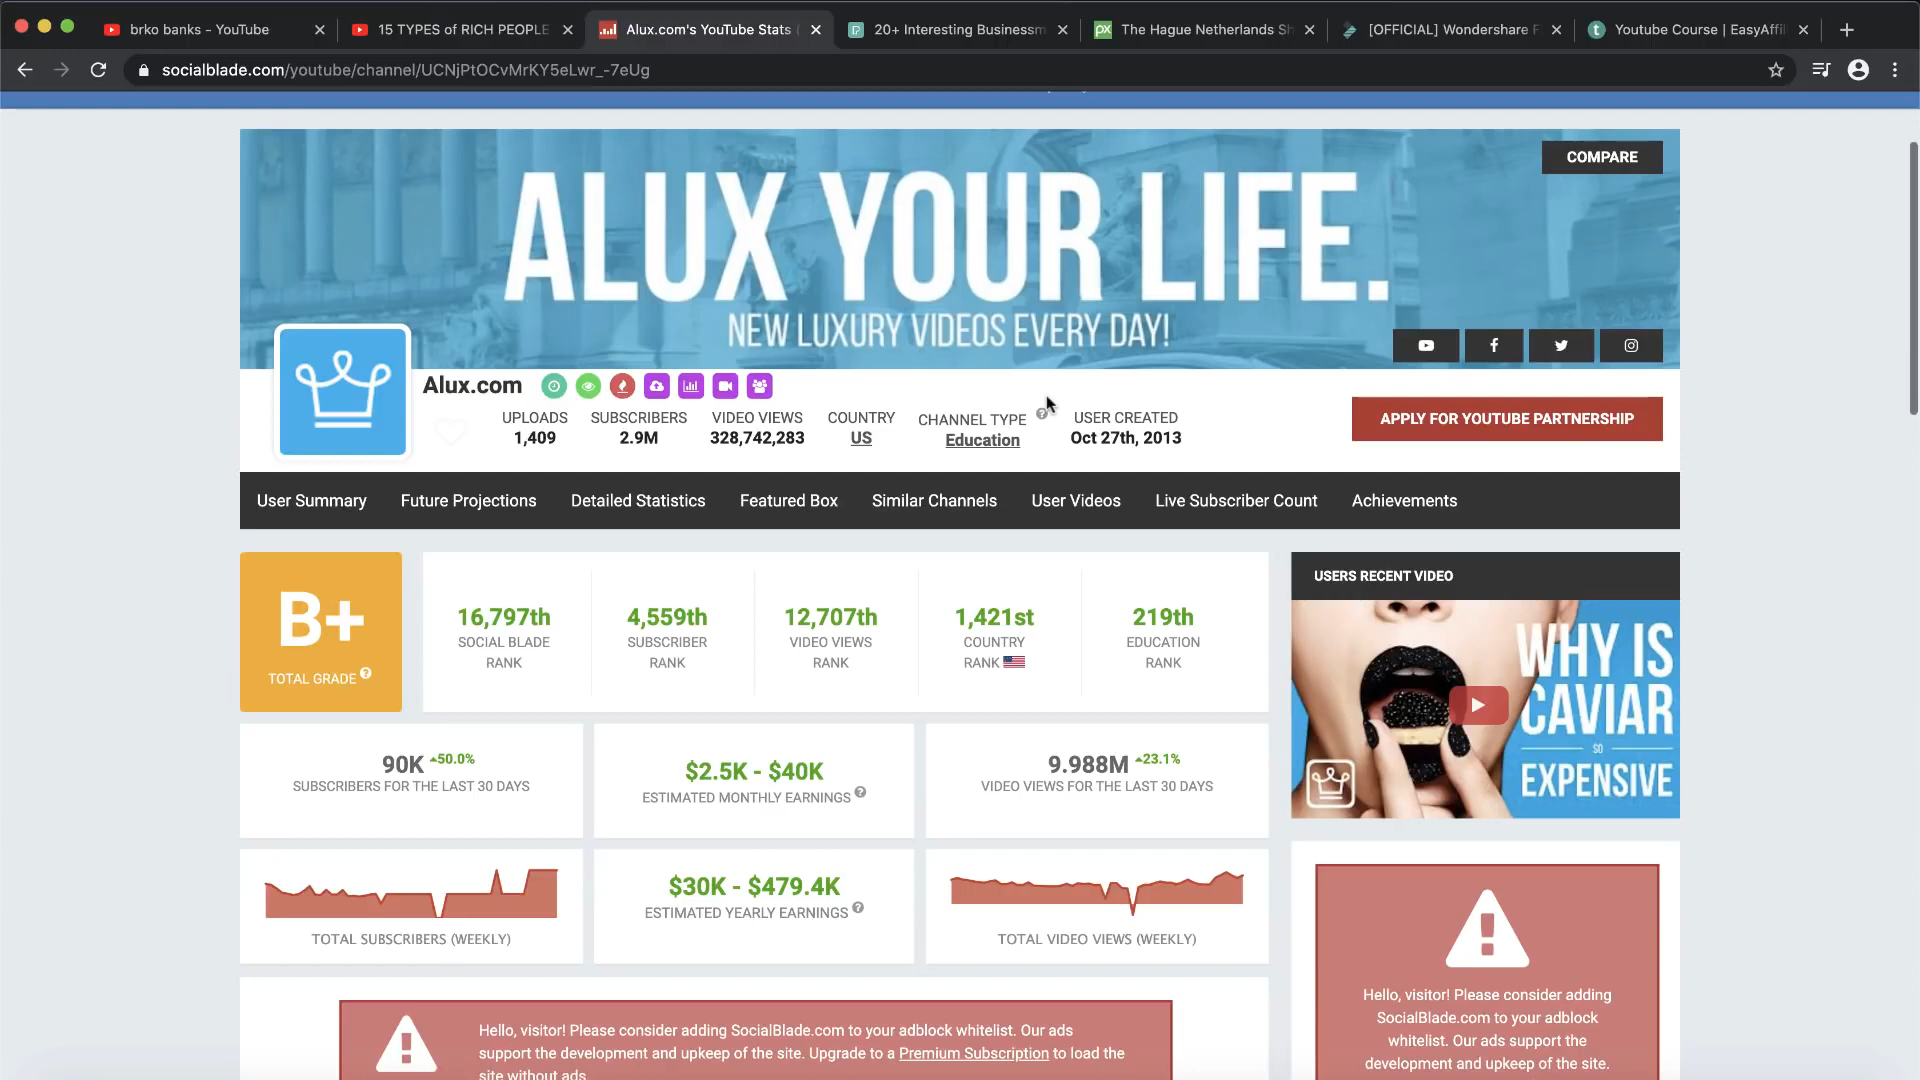 brko banks - YouTube
15 TYPES of RICH PEOPLE
Alux.com's YouTube Stats
20+ Interesting Businessm
The Hague Netherlands Sh
[OFFICIAL] Wondershare F
Youtube Course | EasyAffil
socialblade.com/youtube/channel/UCNjPtOCvMrKY5eLwr_-7eUg
COMPARE
ALUX YOUR LIFE.
NEW LUXURY VIDEOS EVERY DAY!
Alux.com
UPLOADS
1,409
SUBSCRIBERS
2.9M
VIDEO VIEWS
328,742,283
COUNTRY
US
CHANNEL TYPE
Education
USER CREATED
Oct 27th, 2013
APPLY FOR YOUTUBE PARTNERSHIP
User Summary
Future Projections
Detailed Statistics
Featured Box
Similar Channels
User Videos
Live Subscriber Count
Achievements
B+
TOTAL GRADE
16,797th
SOCIAL BLADE
RANK
4,559th
SUBSCRIBER
RANK
12,707th
VIDEO VIEWS
RANK
1,421st
COUNTRY
RANK
219th
EDUCATION
RANK
USERS RECENT VIDEO
WHY IS
CAVIAR
SO
EXPENSIVE
90K 50.0%
SUBSCRIBERS FOR THE LAST 30 DAYS
$2.5K - $40K
ESTIMATED MONTHLY EARNINGS
9.988M 23.1%
VIDEO VIEWS FOR THE LAST 30 DAYS
TOTAL SUBSCRIBERS (WEEKLY)
$30K - $479.4K
ESTIMATED YEARLY EARNINGS
TOTAL VIDEO VIEWS (WEEKLY)
Hello, visitor! Please consider adding SocialBlade.com to your adblock whitelist. Our ads
support the development and upkeep of the site. Upgrade to a Premium Subscription to load the
site without ads
Hello, visitor! Please consider adding
SocialBlade.com to your adblock
whitelist. Our ads support the
development and upkeep of the site.